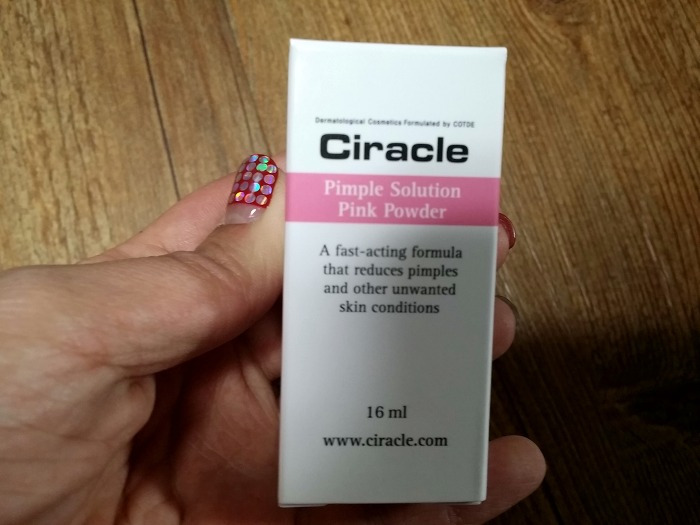 Dermatological Cosmetics Formulated by COTDE
Ciracle
Pimple Solution
Pink Powder
A fast-acting formula
that reduces pimples
and other unwanted
skin conditions
16 ml
www.ciracle.com